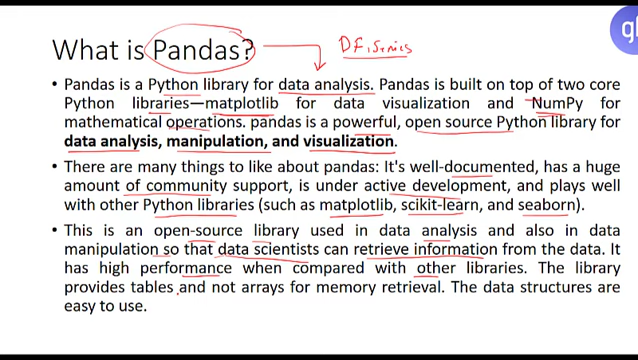 What is Pandas?
DF, Series
gl
• Pandas is a Python library for data analysis. Pandas is built on top of two core
Python libraries—matplotlib for data visualization and NumPy for
mathematical operations. pandas is a powerful, open source Python library for
data analysis, manipulation, and visualization.
• There are many things to like about pandas: It's well-documented, has a huge
amount of community support, is under active development, and plays well
with other Python libraries (such as matplotlib, scikit-learn, and seaborn).
• This is an open-source library used in data analysis and also in data
manipulation so that data scientists can retrieve information from the data. It
has high performance when compared with other libraries. The library
provides tables and not arrays for memory retrieval. The data structures are
easy to use.